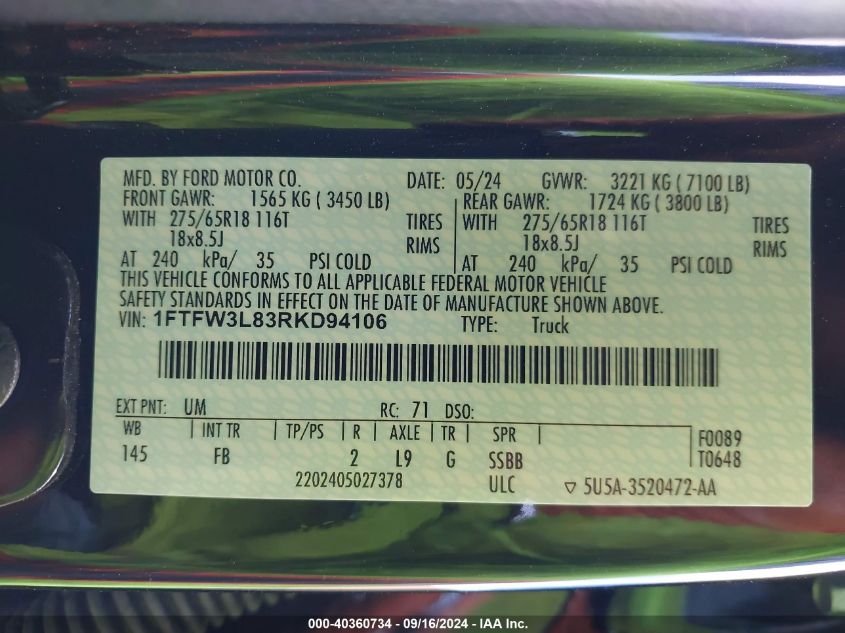 MFD. BY FORD MOTOR CO. DATE: 05/24 GVWR: 3221 KG ( 7100 LB)
FRONT GAWR: 1565 KG ( 3450 LB) REAR GAWR: 1724 KG ( 3800 LB)
WITH 275/65R18 116T TIRES WITH 275/65R18 116T TIRES
18x8.5J RIMS 18x8.5J RIMS
AT 240 kPa/ 35 PSI COLD AT 240 kPa/ 35 PSI COLD
THIS VEHICLE CONFORMS TO ALL APPLICABLE FEDERAL MOTOR VEHICLE
SAFETY STANDARDS IN EFFECT ON THE DATE OF MANUFACTURE SHOWN ABOVE.
VIN: 1FTFW3L83RKD94106 TYPE: Truck
EXT PNT: UM RC: 71 DSO:
WB INT TR TP/PS R AXLE TR SPR F0089
145 FB 2 L9 G SSBB T0648
2202405027378 ULC ▽ 5U5A-3520472-AA
000-40360734 - 09/16/2024 - IAA Inc.